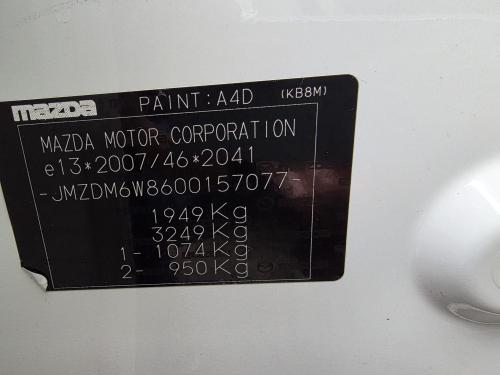 mazda PAINT: A4D (KB8M)
MAZDA MOTOR CORPORATION
e13*2007/46*2041
-JMZDM6W8600157077-
1949 Kg
3249 Kg
1- 1074 Kg
2- 950 Kg